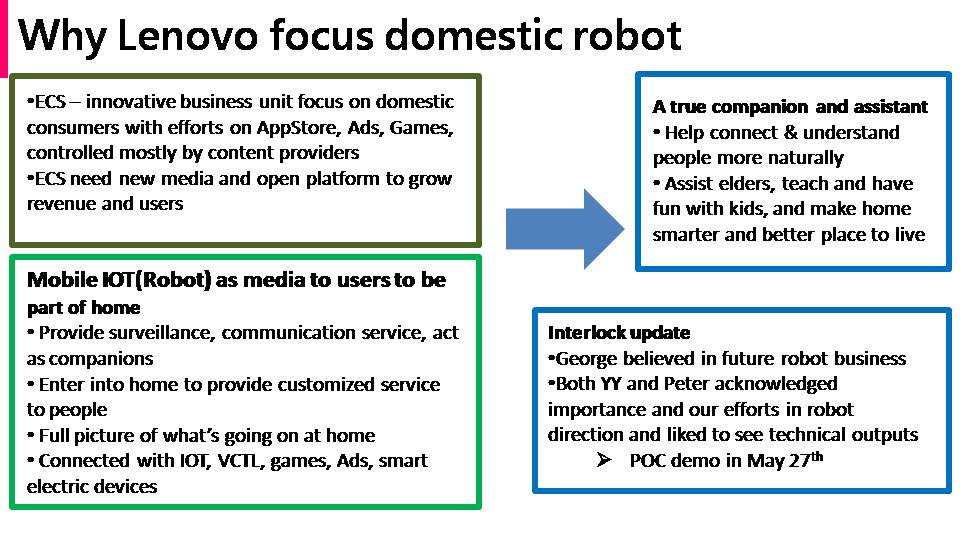 Why Lenovo focus domestic robot
•ECS – innovative business unit focus on domestic
consumers with efforts on AppStore, Ads, Games,
controlled mostly by content providers
•ECS need new media and open platform to grow
revenue and users
Mobile IOT(Robot) as media to users to be
part of home
• Provide surveillance, communication service, act
as companions
• Enter into home to provide customized service
to people
• Full picture of what's going on at home
• Connected with IOT, VCTL, games, Ads, smart
electric devices
A true companion and assistant
• Help connect & understand
people more naturally
• Assist elders, teach and have
fun with kids, and make home
smarter and better place to live
Interlock update
•George believed in future robot business
•Both YY and Peter acknowledged
importance and our efforts in robot
direction and liked to see technical outputs
➢ POC demo in May 27th